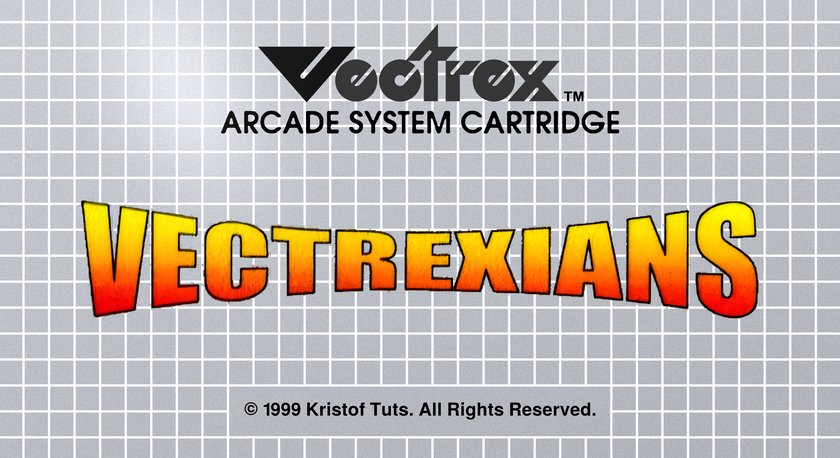 Vectrex™
ARCADE SYSTEM CARTRIDGE
VECTREXIANS
© 1999 Kristof Tuts. All Rights Reserved.